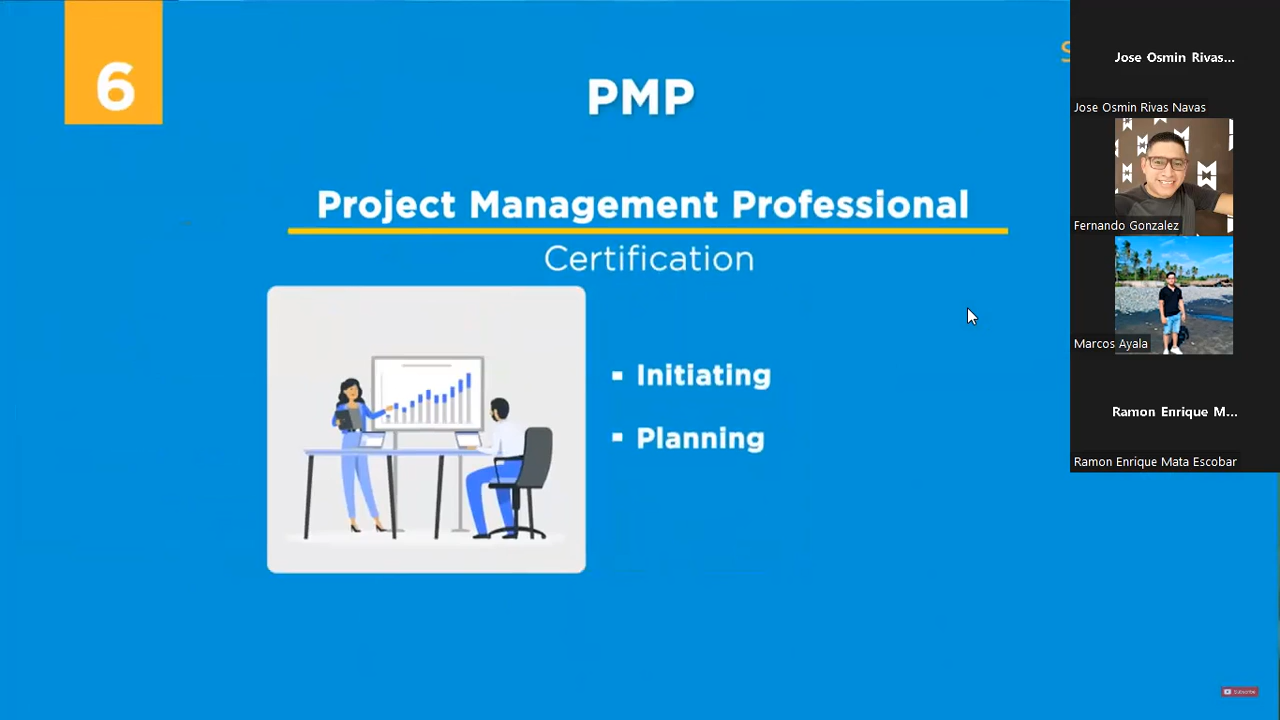 6
PMP
Project Management Professional
Certification
Initiating
Planning
Jose Osmin Rivas...
Jose Osmin Rivas Navas
Fernando Gonzalez
Marcos Ayala
Ramon Enrique M...
Ramon Enrique Mata Escobar
S
Subscribe